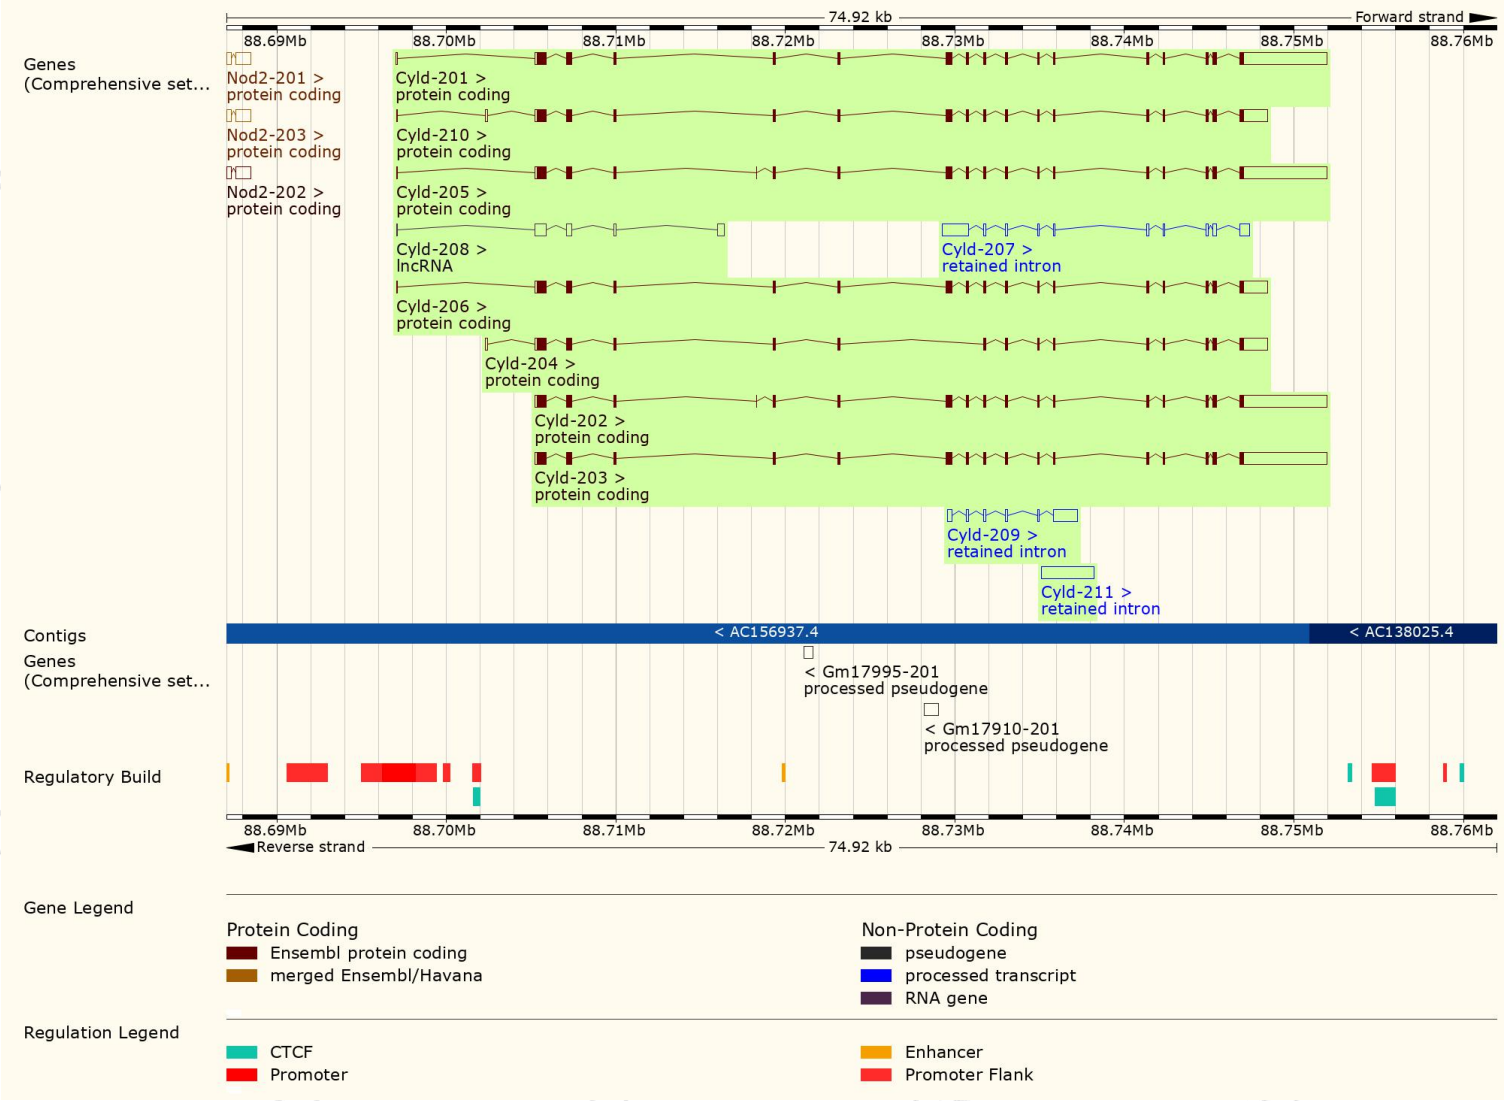 74.92 kb Forward strand
88.69Mb 88.70Mb 88.71Mb 88.72Mb 88.73Mb 88.74Mb 88.75Mb 88.76Mb
Genes
(Comprehensive set...
Nod2-201 > Cyld-201 >
protein coding protein coding
Nod2-203 > Cyld-210 >
protein coding protein coding
Nod2-202 > Cyld-205 >
protein coding protein coding
Cyld-208 > Cyld-207 >
lncRNA retained intron
Cyld-206 >
protein coding
Cyld-204 >
protein coding
Cyld-202 >
protein coding
Cyld-203 >
protein coding
Cyld-209 >
retained intron
Cyld-211 >
retained intron
Contigs < AC156937.4 < AC138025.4
Genes
(Comprehensive set...
< Gm17995-201
processed pseudogene
< Gm17910-201
processed pseudogene
Regulatory Build
88.69Mb 88.70Mb 88.71Mb 88.72Mb 88.73Mb 88.74Mb 88.75Mb 88.76Mb
Reverse strand 74.92 kb
Gene Legend
Protein Coding Non-Protein Coding
Ensembl protein coding pseudogene
merged Ensembl/Havana processed transcript
RNA gene
Regulation Legend
CTCF Enhancer
Promoter Promoter Flank